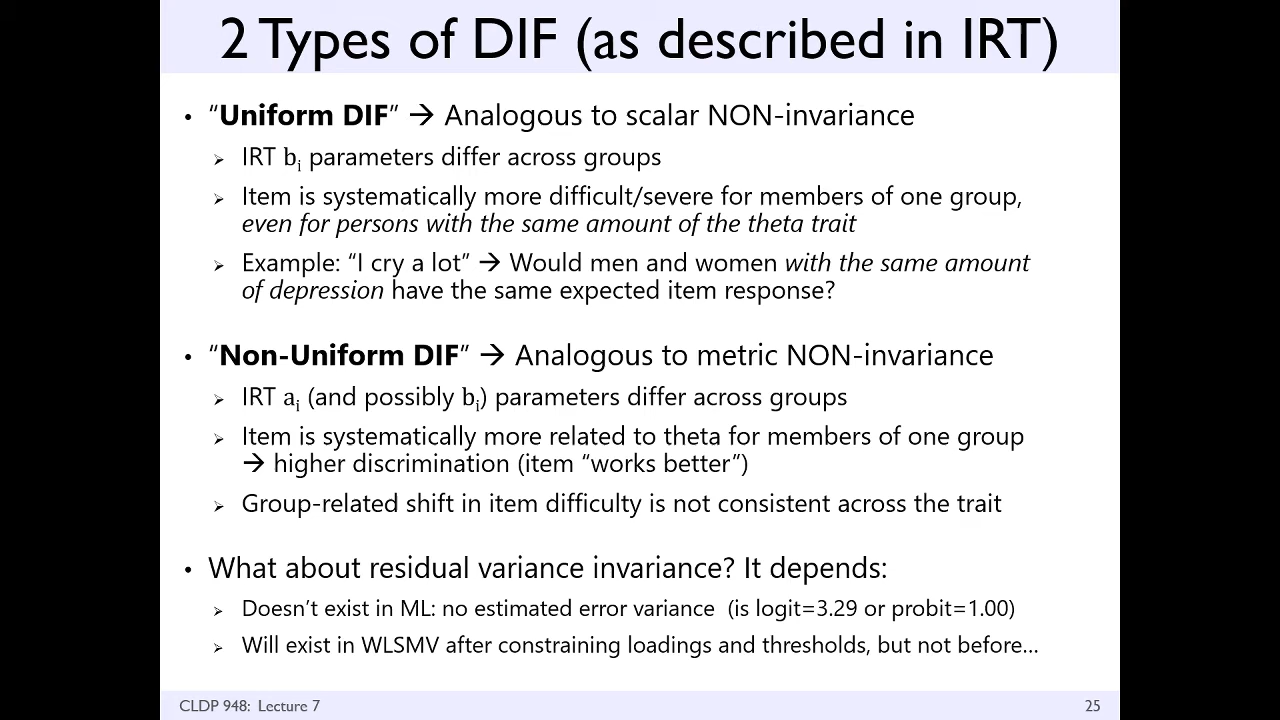 2 Types of DIF (as described in IRT)
• “Uniform DIF” → Analogous to scalar NON-invariance
➢ IRT bi parameters differ across groups
➢ Item is systematically more difficult/severe for members of one group,
even for persons with the same amount of the theta trait
➢ Example: “I cry a lot” → Would men and women with the same amount
of depression have the same expected item response?
• “Non-Uniform DIF” → Analogous to metric NON-invariance
➢ IRT ai (and possibly bi) parameters differ across groups
➢ Item is systematically more related to theta for members of one group
→ higher discrimination (item “works better”)
➢ Group-related shift in item difficulty is not consistent across the trait
• What about residual variance invariance? It depends:
➢ Doesn’t exist in ML: no estimated error variance (is logit=3.29 or probit=1.00)
➢ Will exist in WLSMV after constraining loadings and thresholds, but not before…
CLDP 948: Lecture 7
25